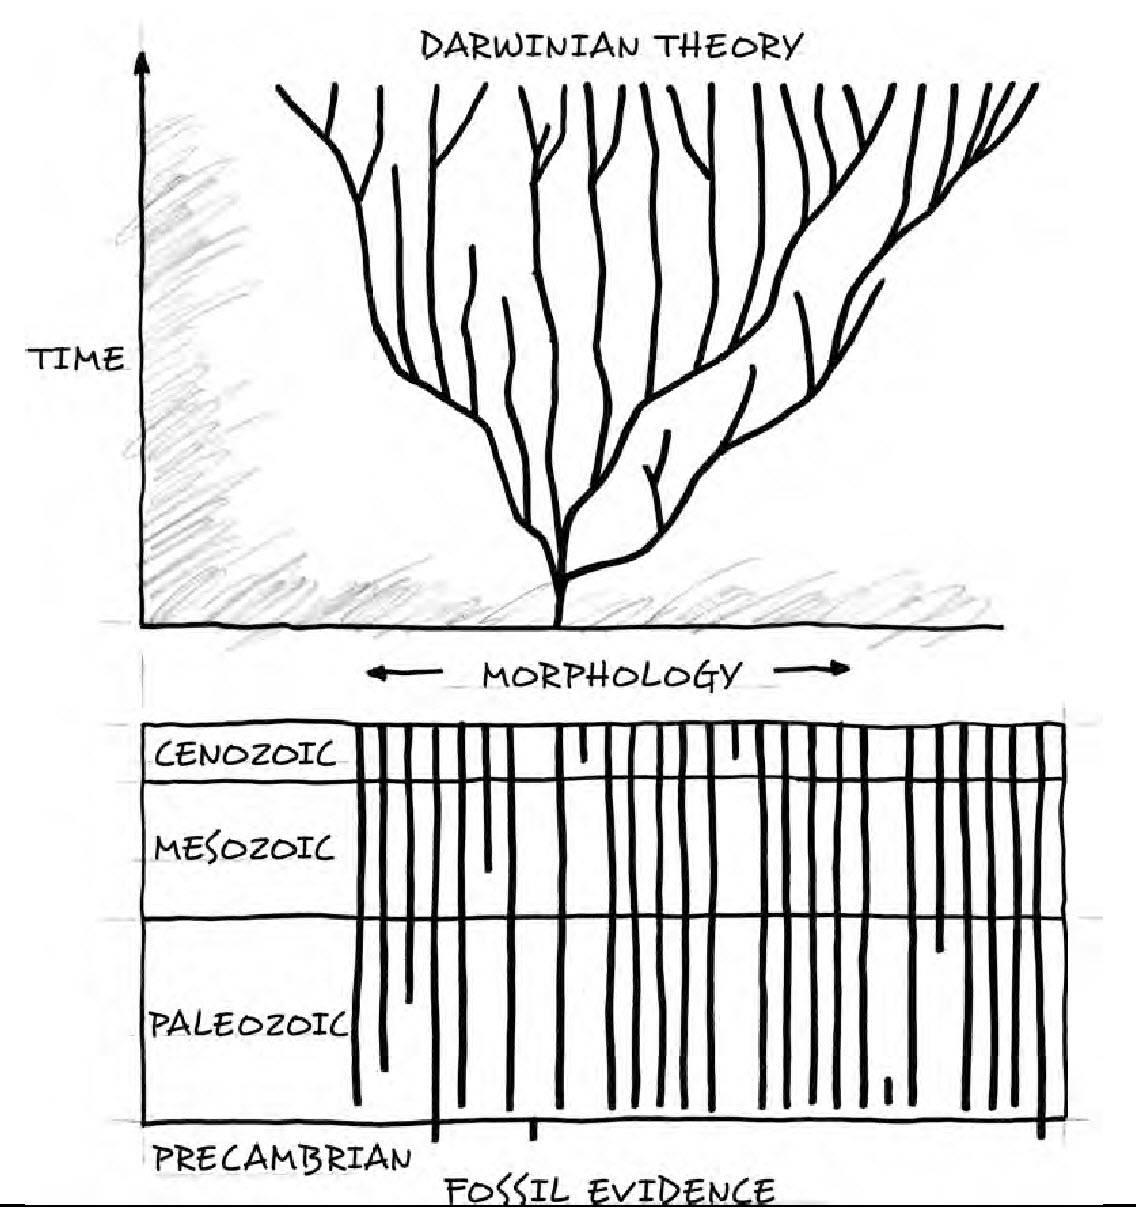 DARWINIAN THEORY
TIME
MORPHOLOGY
CENOZOIC
MESOZOIC
PALEOZOIC
PRECAMBRIAN
FOSSIL EVIDENCE